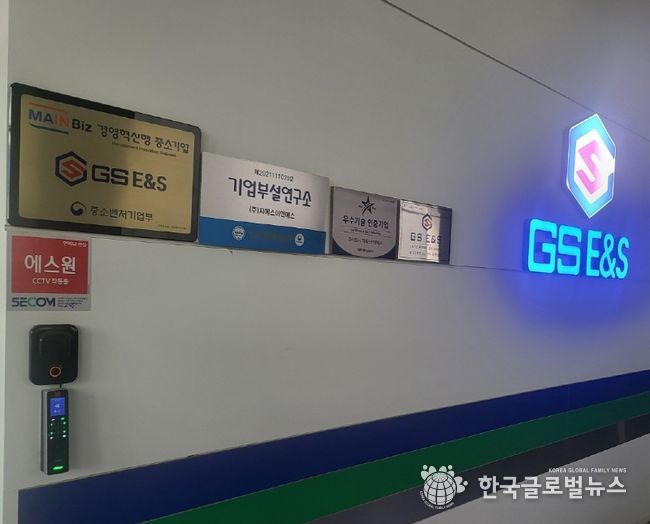 MAINBiz 경영혁신형 중소기업
GS E&S
중소벤처기업부
제2021111029호
기업부설연구소
(주)지에스이앤에스
우수기술 인증기업
GS E&S
GS E&S
에스원
CCTV 작동중
SECOM
KOREA GLOBAL FAMILY NEWS
한국글로벌뉴스